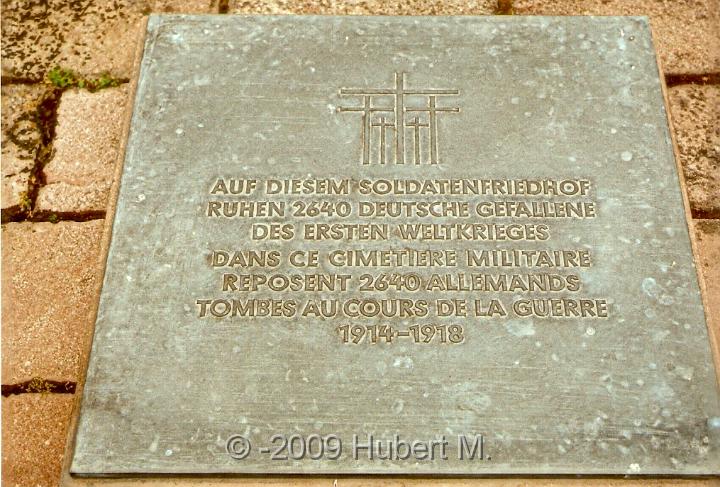 AUF DIESEM SOLDATENFRIEDHOF
RUHEN 2640 DEUTSCHE GEFALLENE
DES ERSTEN WELTKRIEGES
DANS CE CIMETIERE MILITAIRE
REPOSENT 2640 ALLEMANDS
TOMBES AU COURS DE LA GUERRE
1914–1918
© -2009 Hubert M.